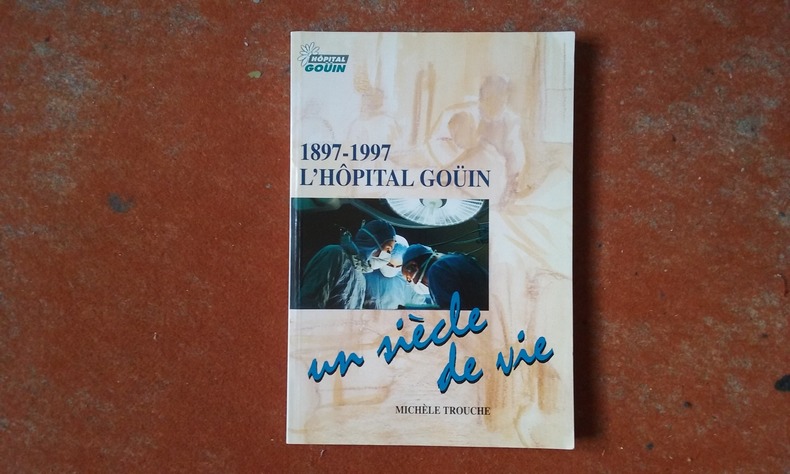 HÔPITAL
GOÜIN
1897-1997
L'HÔPITAL GOÜIN
un siècle
de vie
MICHÈLE TROUCHE